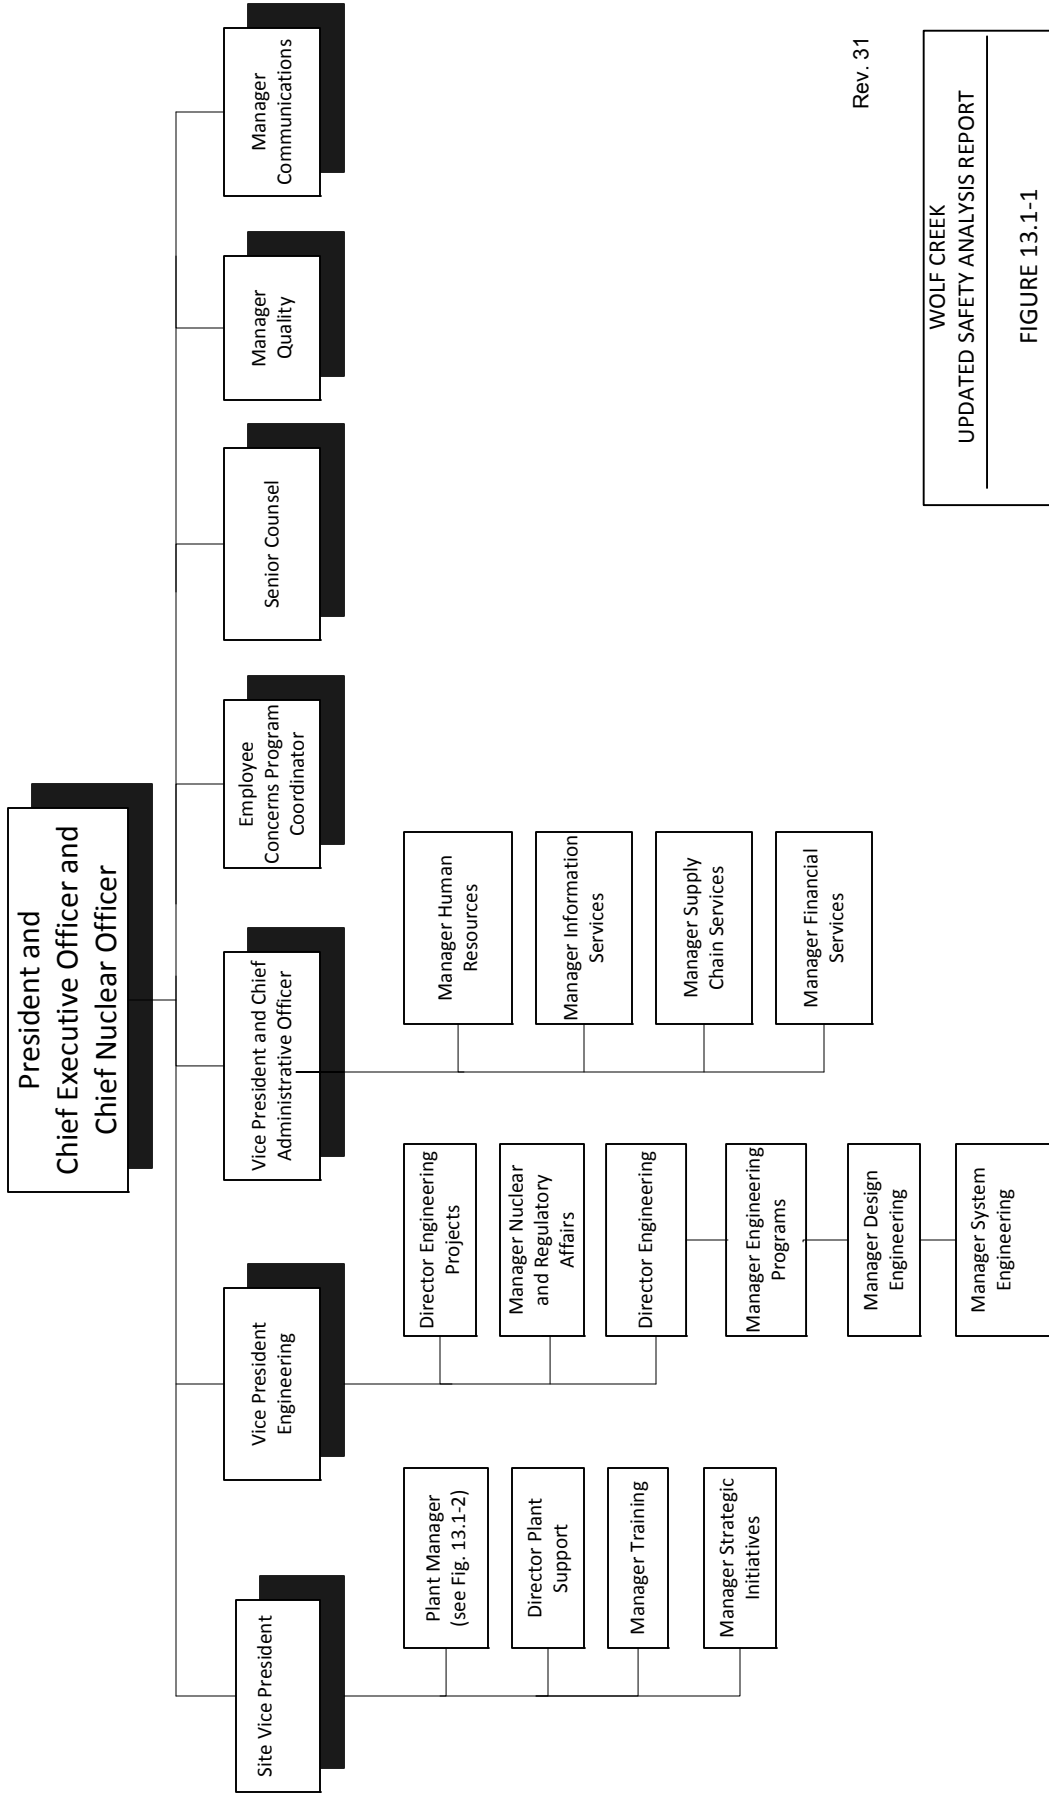 President and
Chief Executive Officer and
Chief Nuclear Officer
Site Vice President
Vice President
Engineering
Vice President and Chief
Administrative Officer
Employee
Concerns Program
Coordinator
Senior Counsel
Manager
Quality
Manager
Communications
Plant Manager
(see Fig. 13.1-2)
Director Plant
Support
Manager Training
Manager Strategic
Initiatives
Director Engineering
Projects
Manager Nuclear
and Regulatory
Affairs
Director Engineering
Manager Engineering
Programs
Manager Design
Engineering
Manager System
Engineering
Manager Human
Resources
Manager Information
Services
Manager Supply
Chain Services
Manager Financial
Services
Rev. 31
WOLF CREEK
UPDATED SAFETY ANALYSIS REPORT
FIGURE 13.1-1